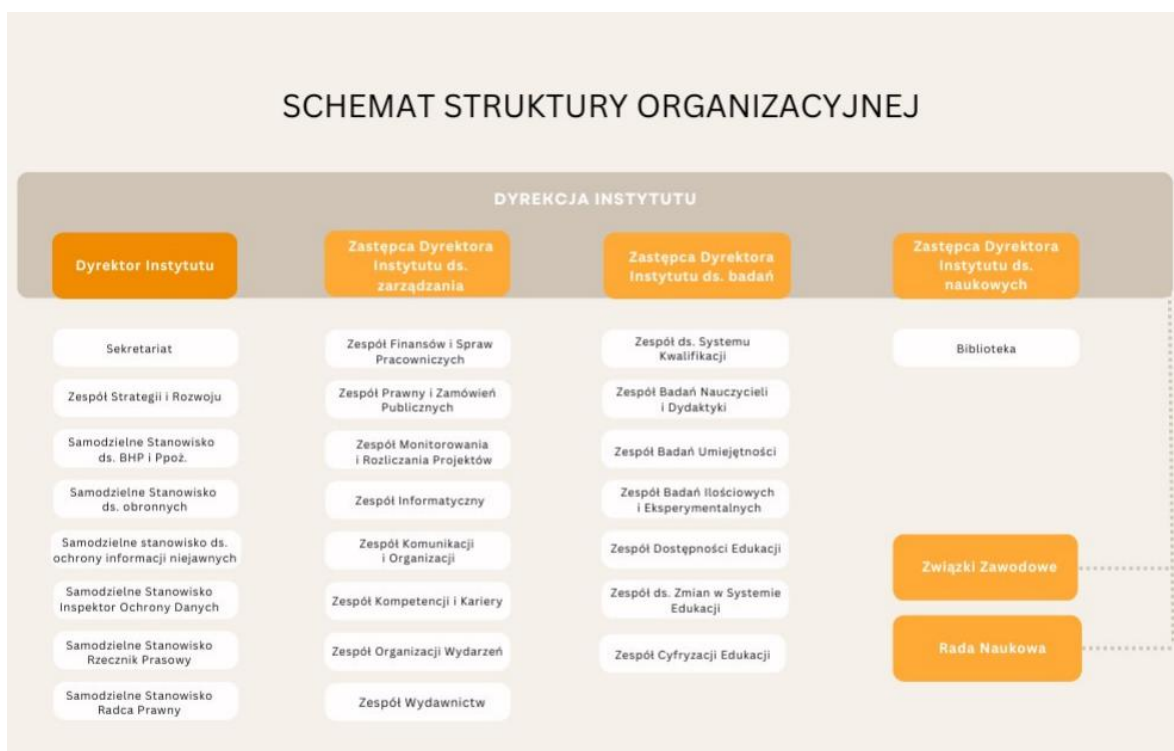 SCHEMAT STRUKTURY ORGANIZACYJNEJ
DYREKCJA INSTYTUTU
Dyrektor Instytutu
Sekretariat
Zespół Strategii i Rozwoju
Samodzielne Stanowisko
ds. BHP i Ppoż.
Samodzielne Stanowisko
ds. obronnych
Samodzielne stanowisko ds.
ochrony informacji niejawnych
Samodzielne Stanowisko
Inspektor Ochrony Danych
Samodzielne Stanowisko
Rzecznik Prasowy
Samodzielne Stanowisko
Radca Prawny
Zastępca Dyrektora
Instytutu ds.
zarządzania
Zespół Finansów i Spraw
Pracowniczych
Zespół Prawny i Zamówień
Publicznych
Zespół Monitorowania
i Rozliczania Projektów
Zespół Informatyczny
Zespół Komunikacji
i Organizacji
Zespół Kompetencji i Kariery
Zespół Organizacji Wydarzeń
Zespół Wydawnictw
Zastępca Dyrektora
Instytutu ds. badań
Zespół ds. Systemu
Kwalifikacji
Zespół Badań Nauczycieli
i Dydaktyki
Zespół Badań Umiejętności
Zespół Badań Ilościowych
i Eksperymentalnych
Zespół Dostępności Edukacji
Zespół ds. Zmian w Systemie
Edukacji
Zespół Cyfryzacji Edukacji
Zastępca Dyrektora
Instytutu ds.
naukowych
Biblioteka
Związki Zawodowe
Rada Naukowa